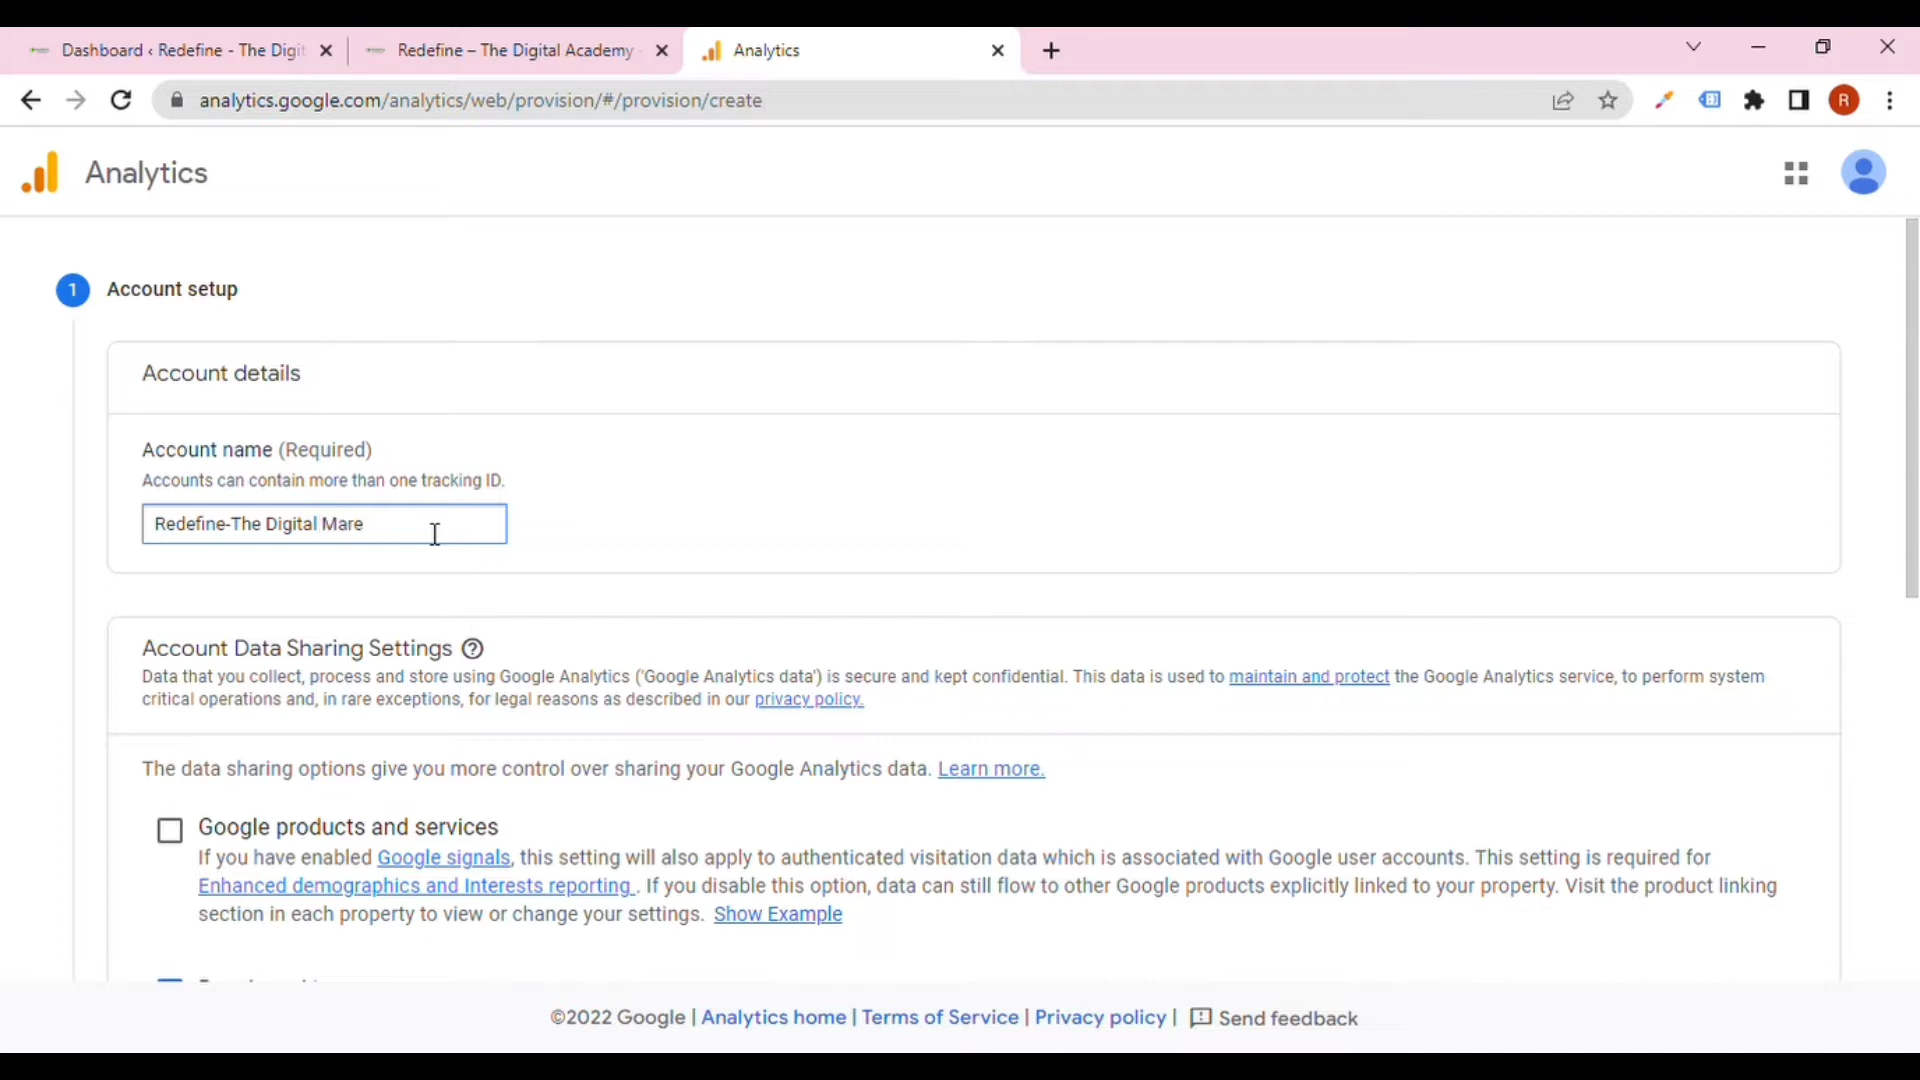 Dashboard ‹ Redefine - The Digit
Redefine – The Digital Academy
Analytics
analytics.google.com/analytics/web/provision/#/provision/create
R
Analytics
1 Account setup
Account details
Account name (Required)
Accounts can contain more than one tracking ID.
Redefine-The Digital Mare
Account Data Sharing Settings
Data that you collect, process and store using Google Analytics ('Google Analytics data') is secure and kept confidential. This data is used to maintain and protect the Google Analytics service, to perform system
critical operations and, in rare exceptions, for legal reasons as described in our privacy policy.
The data sharing options give you more control over sharing your Google Analytics data. Learn more.
Google products and services
If you have enabled Google signals, this setting will also apply to authenticated visitation data which is associated with Google user accounts. This setting is required for
Enhanced demographics and Interests reporting . If you disable this option, data can still flow to other Google products explicitly linked to your property. Visit the product linking
section in each property to view or change your settings. Show Example
©2022 Google | Analytics home | Terms of Service | Privacy policy | Send feedback